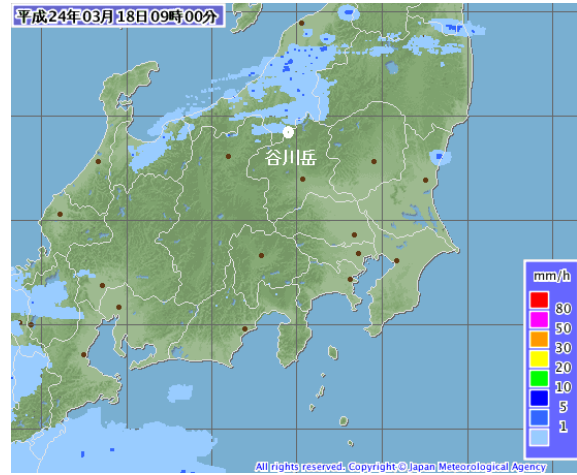 平成24年03月18日09時00分
谷川岳
mm/h
80
50
30
20
10
5
1
All rights reserved. Copyright © Japan Meteorological Agency